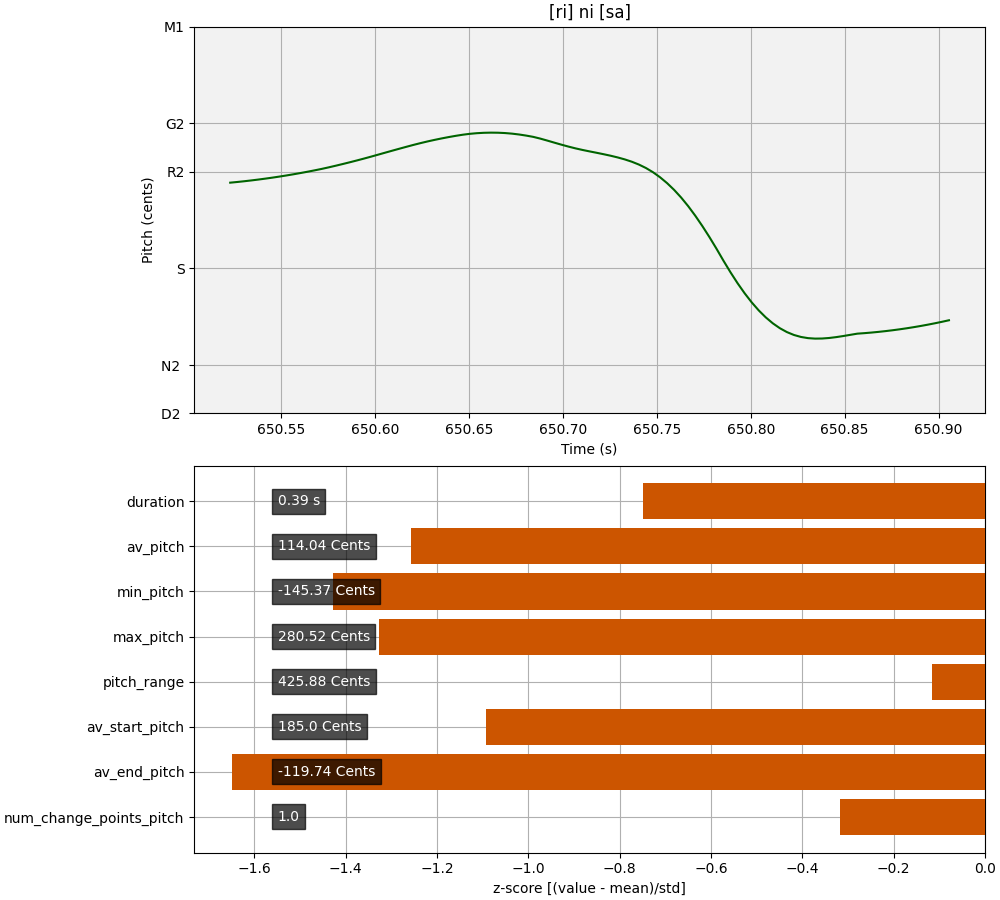 [ri] ni [sa]
M1
G2
R2
S
N2
D2
Pitch (cents)
650.55 650.60 650.65 650.70 650.75 650.80 650.85 650.90
Time (s)
duration 0.39 s
av_pitch 114.04 Cents
min_pitch -145.37 Cents
max_pitch 280.52 Cents
pitch_range 425.88 Cents
av_start_pitch 185.0 Cents
av_end_pitch -119.74 Cents
num_change_points_pitch 1.0
−1.6 −1.4 −1.2 −1.0 −0.8 −0.6 −0.4 −0.2 0.0
z-score [(value - mean)/std]